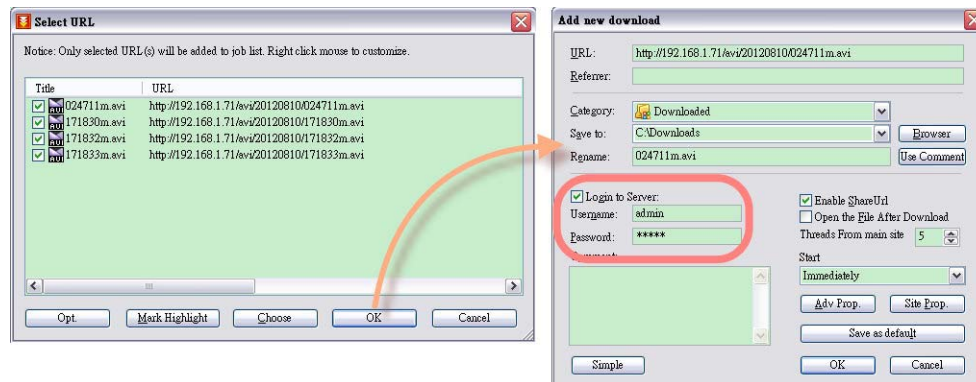 Select URL
Notice: Only selected URL(s) will be added to job list. Right click mouse to customize.
Title URL
024711m.avi http://192.168.1.71/avi/20120810/024711m.avi
171830m.avi http://192.168.1.71/avi/20120810/171830m.avi
171832m.avi http://192.168.1.71/avi/20120810/171832m.avi
171833m.avi http://192.168.1.71/avi/20120810/171833m.avi
Opt. Mark Highlight Choose OK Cancel
Add new download
URL: http://192.168.1.71/avi/20120810/024711m.avi
Referrer:
Category: Downloaded
Save to: C:\Downloads Browser
Rename: 024711m.avi Use Comment
Login to Server:
Username: admin
Password: *****
Comment:
Enable ShareUrl
Open the File After Download
Threads From main site 5
Start
Immediately
Adv Prop. Site Prop.
Save as default
Simple OK Cancel